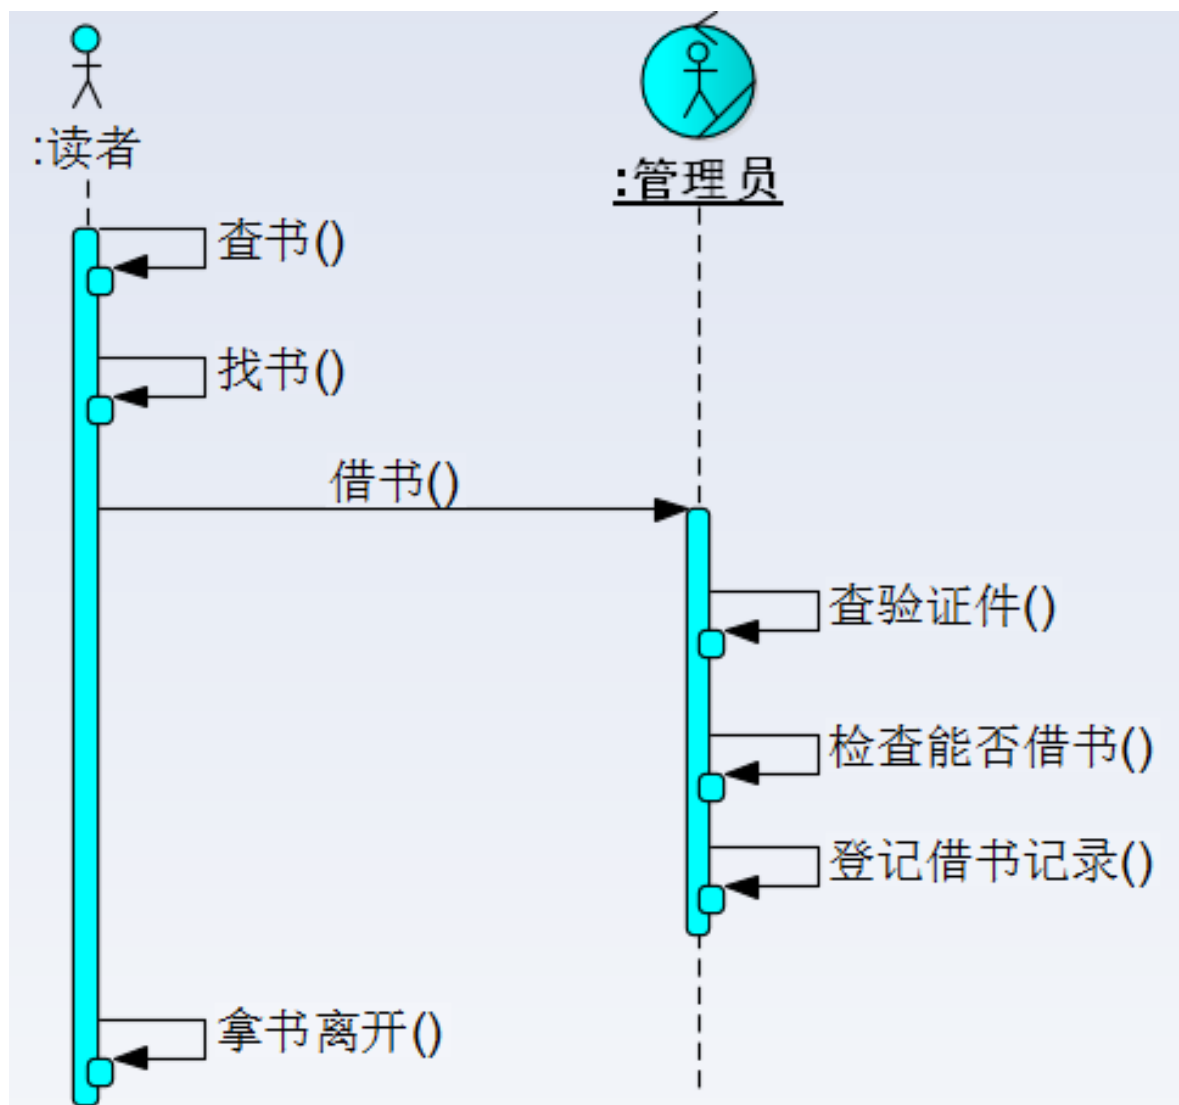 :读者
:管理员
查书()
找书()
借书()
查验证件()
检查能否借书()
登记借书记录()
拿书离开()